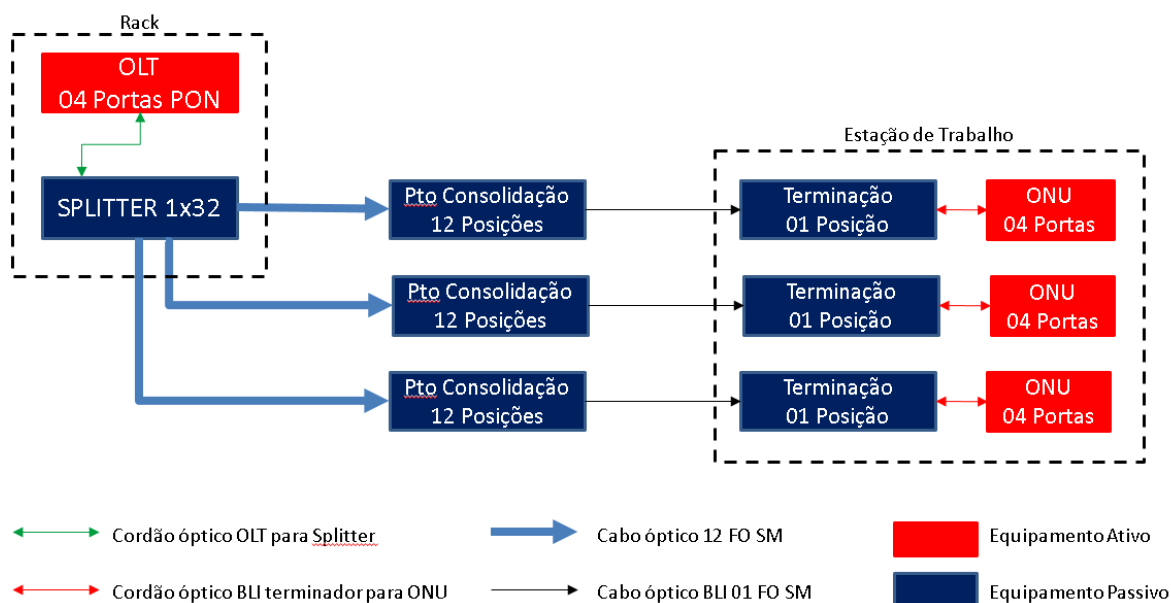 Rack
OLT
04 Portas PON
SPLITTER 1x32
Estação de Trabalho
Pto Consolidação
12 Posições
Terminação
01 Posição
ONU
04 Portas
Pto Consolidação
12 Posições
Terminação
01 Posição
ONU
04 Portas
Pto Consolidação
12 Posições
Terminação
01 Posição
ONU
04 Portas
Cordão óptico OLT para Splitter
Cabo óptico 12 FO SM
Equipamento Ativo
Cordão óptico BLI terminador para ONU
Cabo óptico BLI 01 FO SM
Equipamento Passivo